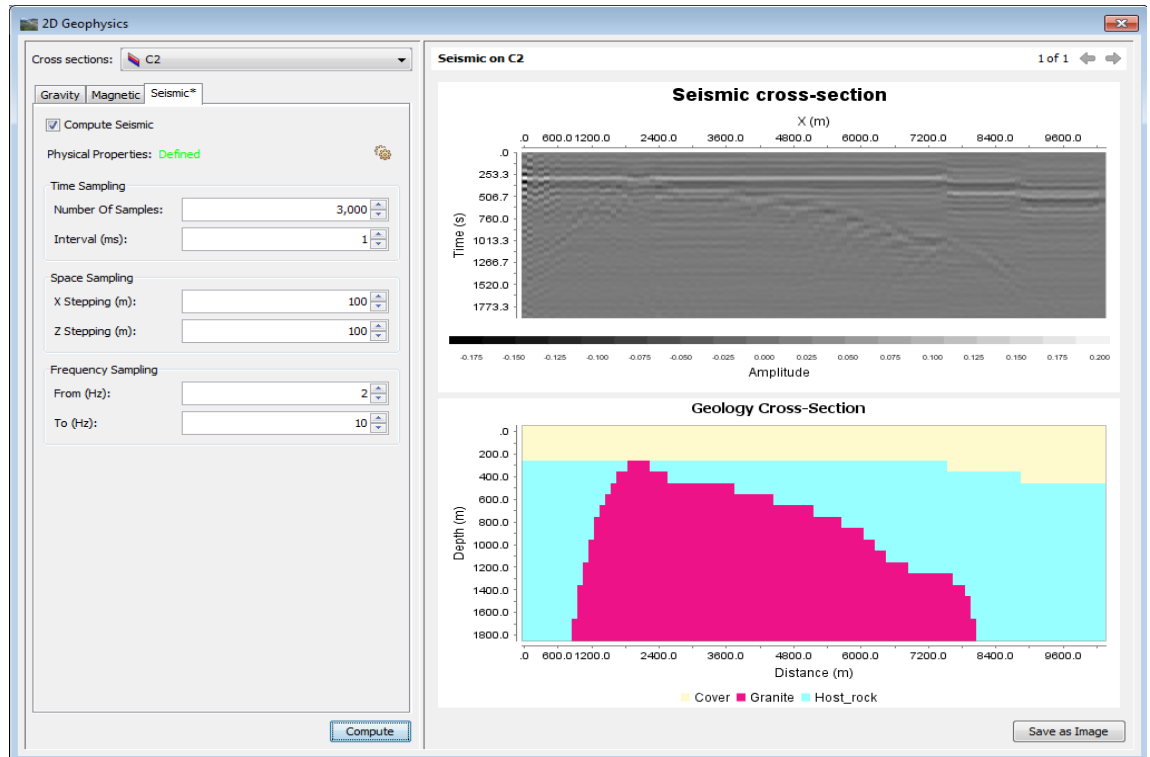 2D Geophysics
Cross sections: C2
Gravity Magnetic Seismic*
Compute Seismic
Physical Properties: Defined
Time Sampling
Number Of Samples: 3,000
Interval (ms): 1
Space Sampling
X Stepping (m): 100
Z Stepping (m): 100
Frequency Sampling
From (Hz): 2
To (Hz): 10
Compute
Seismic on C2 1 of 1
Seismic cross-section
X (m)
.0 600.0 1200.0 2400.0 3600.0 4800.0 6000.0 7200.0 8400.0 9600.0
Time (s)
.0
253.3
506.7
760.0
1013.3
1266.7
1520.0
1773.3
-0.175 -0.150 -0.125 -0.100 -0.075 -0.050 -0.025 0.000 0.025 0.050 0.075 0.100 0.125 0.150 0.175 0.200
Amplitude
Geology Cross-Section
Depth (m)
.0
200.0
400.0
600.0
800.0
1000.0
1200.0
1400.0
1600.0
1800.0
.0 600.0 1200.0 2400.0 3600.0 4800.0 6000.0 7200.0 8400.0 9600.0
Distance (m)
Cover Granite Host_rock
Save as Image